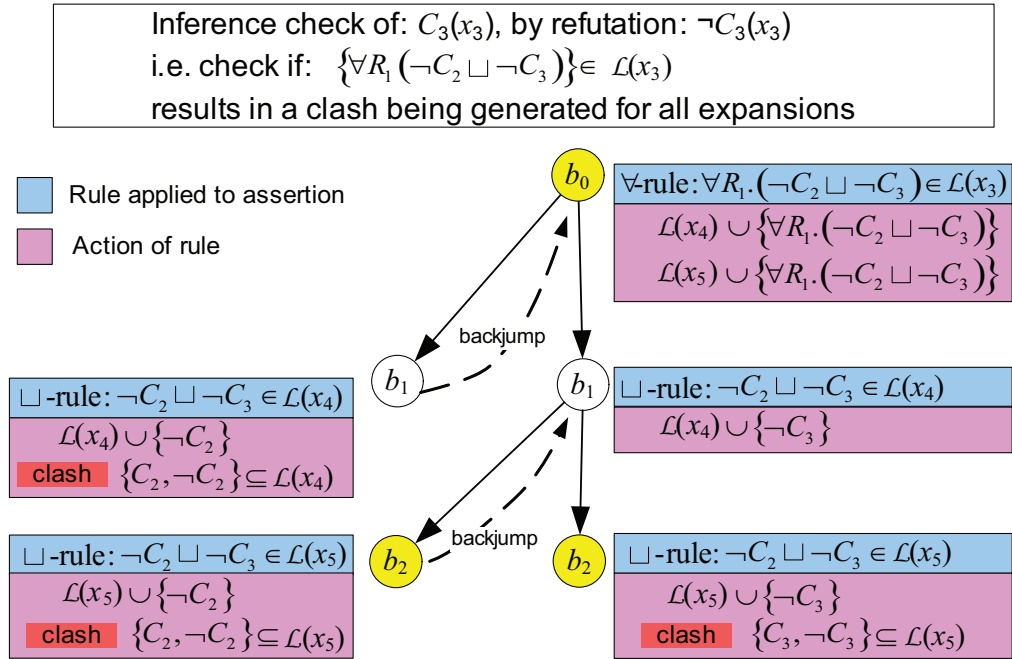 Inference check of: C₃(x₃), by refutation: ¬C₃(x₃)
i.e. check if: {∀R₁(¬C₂ ⊔ ¬C₃)} ∈ ℒ(x₃)
results in a clash being generated for all expansions
Rule applied to assertion
Action of rule
b₀
∀-rule: ∀R₁.(¬C₂ ⊔ ¬C₃) ∈ ℒ(x₃)
ℒ(x₄) ∪ {∀R₁.(¬C₂ ⊔ ¬C₃)}
ℒ(x₅) ∪ {∀R₁.(¬C₂ ⊔ ¬C₃)}
backjump
b₁
b₁
⊔-rule: ¬C₂ ⊔ ¬C₃ ∈ ℒ(x₄)
ℒ(x₄) ∪ {¬C₂}
clash {C₂, ¬C₂} ⊆ ℒ(x₄)
⊔-rule: ¬C₂ ⊔ ¬C₃ ∈ ℒ(x₄)
ℒ(x₄) ∪ {¬C₃}
backjump
b₂
b₂
⊔-rule: ¬C₂ ⊔ ¬C₃ ∈ ℒ(x₅)
ℒ(x₅) ∪ {¬C₂}
clash {C₂, ¬C₂} ⊆ ℒ(x₅)
⊔-rule: ¬C₂ ⊔ ¬C₃ ∈ ℒ(x₅)
ℒ(x₅) ∪ {¬C₃}
clash {C₃, ¬C₃} ⊆ ℒ(x₅)